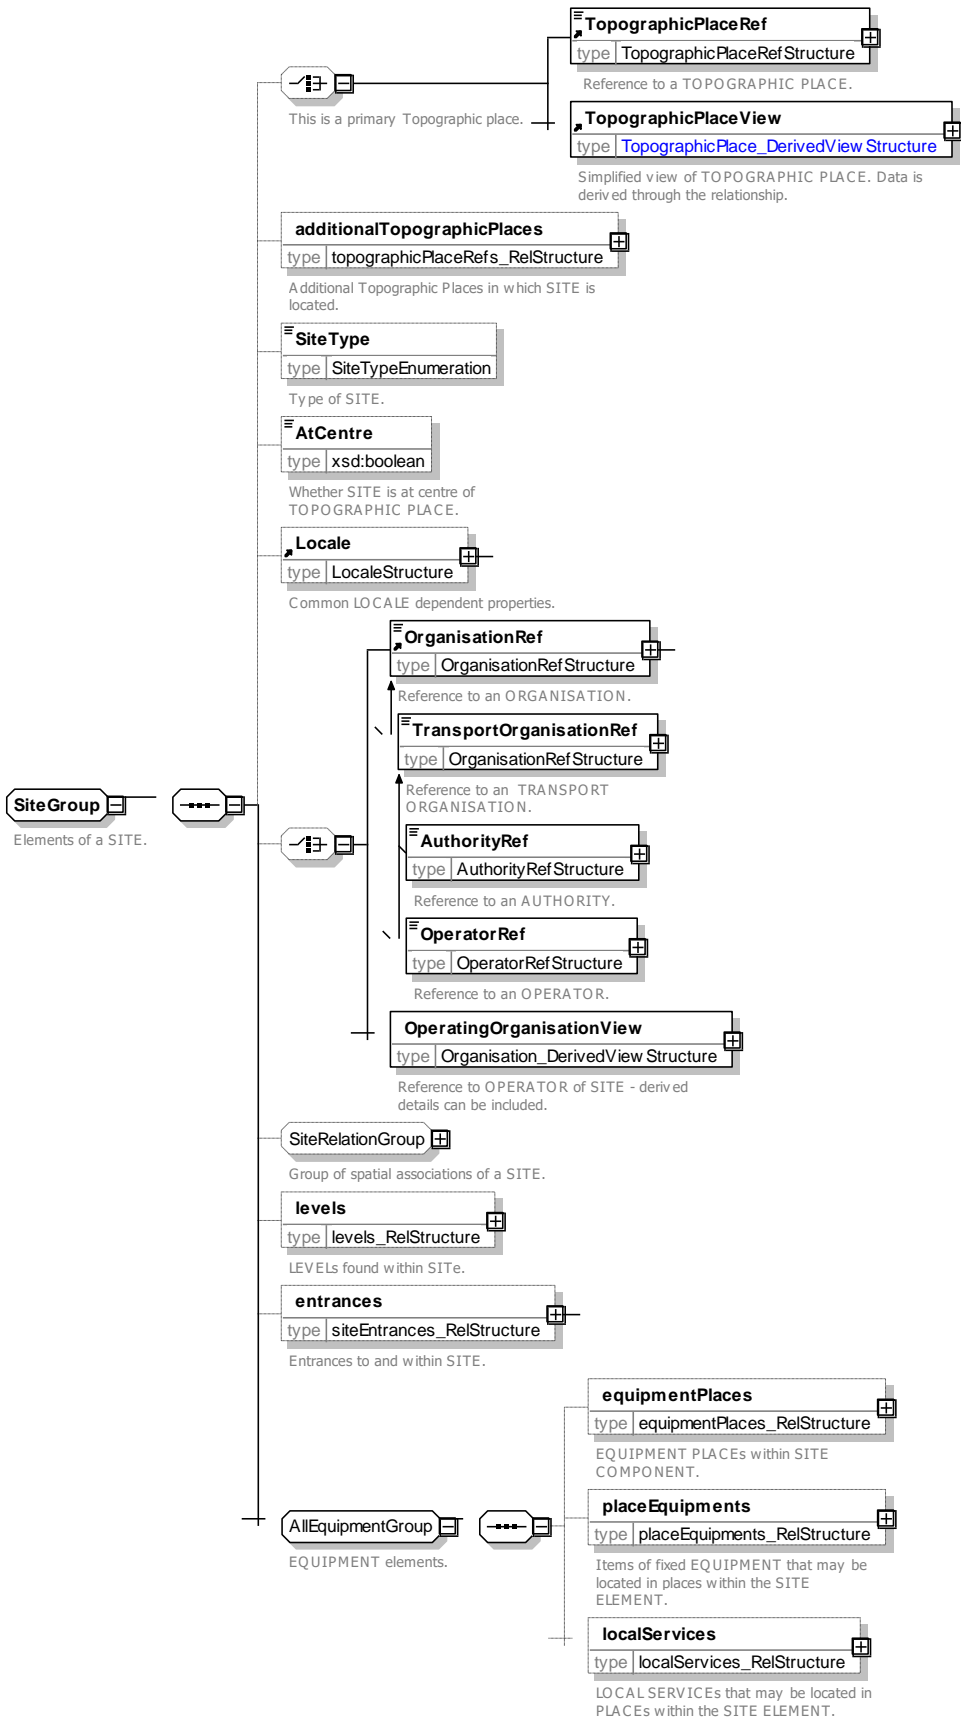 TopographicPlaceRef
type TopographicPlaceRefStructure
Reference to a TOPOGRAPHIC PLACE.
This is a primary Topographic place.
TopographicPlaceView
type TopographicPlace_DerivedViewStructure
Simplified view of TOPOGRAPHIC PLACE. Data is
derived through the relationship.
additionalTopographicPlaces
type topographicPlaceRefs_RelStructure
Additional Topographic Places in which SITE is
located.
SiteType
type SiteTypeEnumeration
Type of SITE.
AtCentre
type xsd:boolean
Whether SITE is at centre of
TOPOGRAPHIC PLACE.
Locale
type LocaleStructure
Common LOCALE dependent properties.
OrganisationRef
type OrganisationRefStructure
Reference to an ORGANISATION.
TransportOrganisationRef
type OrganisationRefStructure
Reference to an TRANSPORT
ORGANISATION.
SiteGroup
Elements of a SITE.
AuthorityRef
type AuthorityRefStructure
Reference to an AUTHORITY.
OperatorRef
type OperatorRefStructure
Reference to an OPERATOR.
OperatingOrganisationView
type Organisation_DerivedViewStructure
Reference to OPERATOR of SITE - derived
details can be included.
SiteRelationGroup
Group of spatial associations of a SITE.
levels
type levels_RelStructure
LEVELs found within SITe.
entrances
type siteEntrances_RelStructure
Entrances to and within SITE.
equipmentPlaces
type equipmentPlaces_RelStructure
EQUIPMENT PLACEs within SITE
COMPONENT.
AllEquipmentGroup
EQUIPMENT elements.
placeEquipments
type placeEquipments_RelStructure
Items of fixed EQUIPMENT that may be
located in places within the SITE
ELEMENT.
localServices
type localServices_RelStructure
LOCAL SERVICEs that may be located in
PLACEs within the SITE ELEMENT.